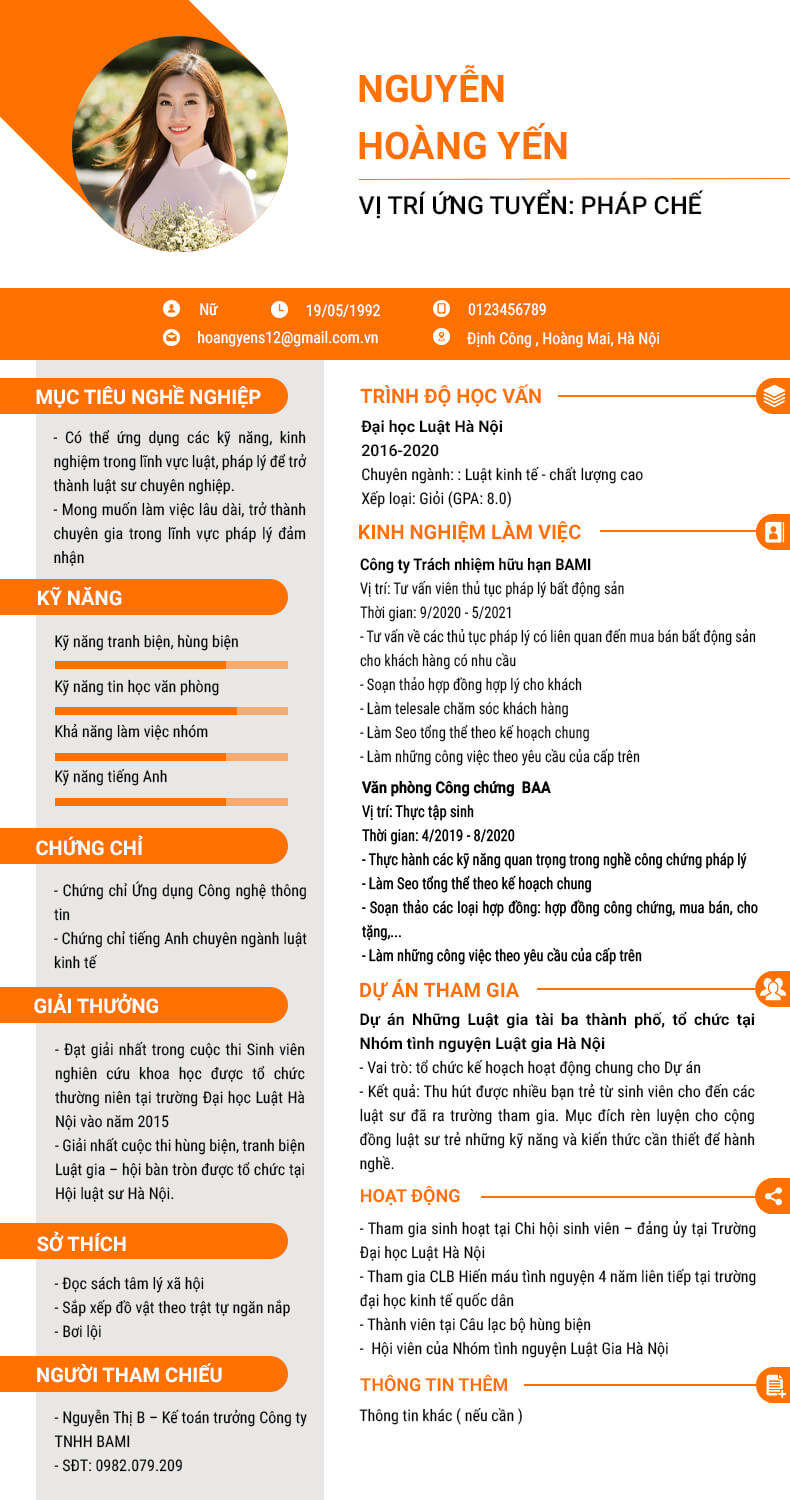 NGUYỄN
HOÀNG YẾN
VỊ TRÍ ỨNG TUYỂN: PHÁP CHẾ
Nữ
19/05/1992
0123456789
hoangyens12@gmail.com.vn
Định Công , Hoàng Mai, Hà Nội
MỤC TIÊU NGHỀ NGHIỆP
- Có thể ứng dụng các kỹ năng, kinh
nghiệm trong lĩnh vực luật, pháp lý để trở
thành luật sư chuyên nghiệp.
- Mong muốn làm việc lâu dài, trở thành
chuyên gia trong lĩnh vực pháp lý đảm
nhận
KỸ NĂNG
Kỹ năng tranh biện, hùng biện
Kỹ năng tin học văn phòng
Khả năng làm việc nhóm
Kỹ năng tiếng Anh
CHỨNG CHỈ
- Chứng chỉ Ứng dụng Công nghệ thông
tin
- Chứng chỉ tiếng Anh chuyên ngành luật
kinh tế
GIẢI THƯỞNG
- Đạt giải nhất trong cuộc thi Sinh viên
nghiên cứu khoa học được tổ chức
thường niên tại trường Đại học Luật Hà
Nội vào năm 2015
- Giải nhất cuộc thi hùng biện, tranh biện
Luật gia – hội bàn tròn được tổ chức tại
Hội luật sư Hà Nội.
SỞ THÍCH
- Đọc sách tâm lý xã hội
- Sắp xếp đồ vật theo trật tự ngăn nắp
- Bơi lội
NGƯỜI THAM CHIẾU
- Nguyễn Thị B – Kế toán trưởng Công ty
TNHH BAMI
- SĐT: 0982.079.209
TRÌNH ĐỘ HỌC VẤN
Đại học Luật Hà Nội
2016-2020
Chuyên ngành: : Luật kinh tế - chất lượng cao
Xếp loại: Giỏi (GPA: 8.0)
KINH NGHIỆM LÀM VIỆC
Công ty Trách nhiệm hữu hạn BAMI
Vị trí: Tư vấn viên thủ tục pháp lý bất động sản
Thời gian: 9/2020 - 5/2021
- Tư vấn về các thủ tục pháp lý có liên quan đến mua bán bất động sản
cho khách hàng có nhu cầu
- Soạn thảo hợp đồng hợp lý cho khách
- Làm telesale chăm sóc khách hàng
- Làm Seo tổng thể theo kế hoạch chung
- Làm những công việc theo yêu cầu của cấp trên
Văn phòng Công chứng BAA
Vị trí: Thực tập sinh
Thời gian: 4/2019 - 8/2020
- Thực hành các kỹ năng quan trọng trong nghề công chứng pháp lý
- Làm Seo tổng thể theo kế hoạch chung
- Soạn thảo các loại hợp đồng: hợp đồng công chứng, mua bán, cho
tặng,...
- Làm những công việc theo yêu cầu của cấp trên
DỰ ÁN THAM GIA
Dự án Những Luật gia tài ba thành phố, tổ chức tại
Nhóm tình nguyện Luật gia Hà Nội
- Vai trò: tổ chức kế hoạch hoạt động chung cho Dự án
- Kết quả: Thu hút được nhiều bạn trẻ từ sinh viên cho đến các
luật sư đã ra trường tham gia. Mục đích rèn luyện cho cộng
đồng luật sư trẻ những kỹ năng và kiến thức cần thiết để hành
nghề.
HOẠT ĐỘNG
- Tham gia sinh hoạt tại Chi hội sinh viên – đảng ủy tại Trường
Đại học Luật Hà Nội
- Tham gia CLB Hiến máu tình nguyện 4 năm liên tiếp tại trường
đại học kinh tế quốc dân
- Thành viên tại Câu lạc bộ hùng biện
- Hội viên của Nhóm tình nguyện Luật Gia Hà Nội
THÔNG TIN THÊM
Thông tin khác ( nếu cần )